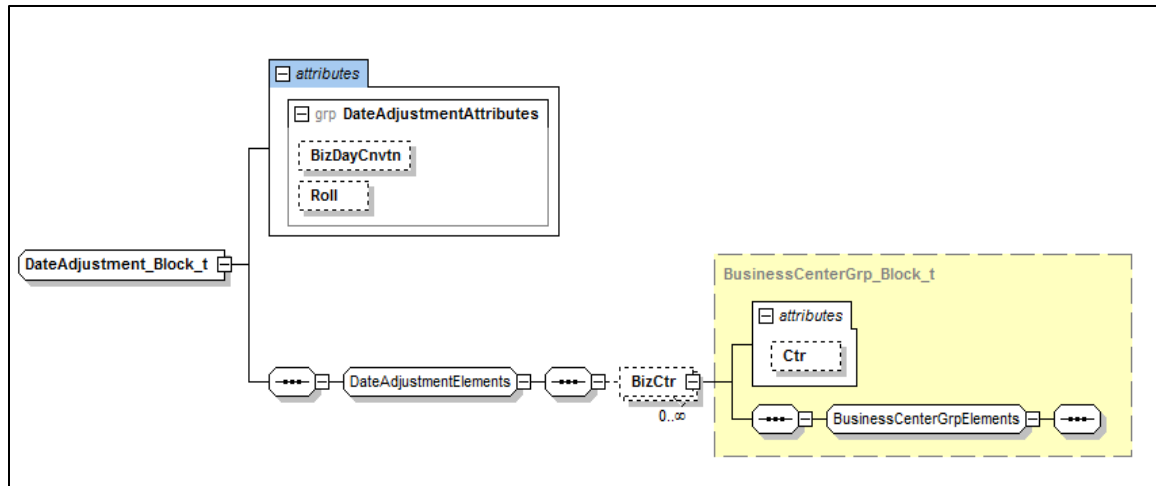 attributes
grp DateAdjustmentAttributes
BizDayCnvtn
Roll
DateAdjustment_Block_t
BusinessCenterGrp_Block_t
attributes
Ctr
DateAdjustmentElements
BizCtr
0..∞
BusinessCenterGrpElements